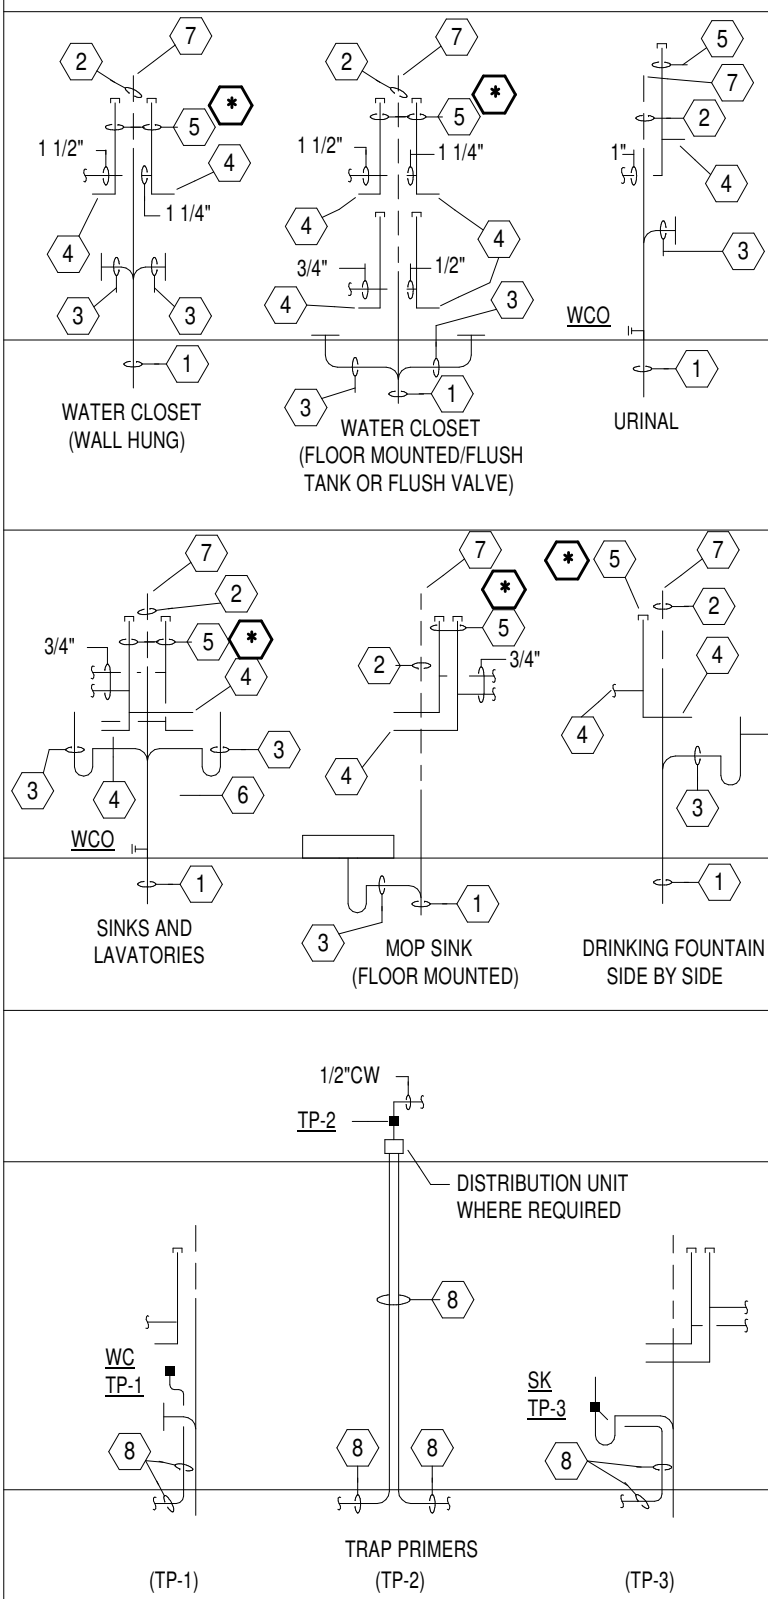 7
2
*
5
1 1/2"
4
1 1/4"
4
3
3
1
WATER CLOSET
(WALL HUNG)
7
2
*
5
1 1/2"
1 1/4"
4
4
3/4"
1/2"
4
3
3
1
WATER CLOSET
(FLOOR MOUNTED/FLUSH
TANK OR FLUSH VALVE)
5
7
2
1"
4
3
WCO
1
URINAL
7
2
3/4"
5
*
4
3
3
4
6
WCO
1
SINKS AND
LAVATORIES
7
*
5
2
3/4"
4
3
1
MOP SINK
(FLOOR MOUNTED)
*
5
7
2
4
4
3
1
DRINKING FOUNTAIN
SIDE BY SIDE
1/2"CW
TP-2
DISTRIBUTION UNIT
WHERE REQUIRED
8
WC
TP-1
8
8
8
SK
TP-3
8
TRAP PRIMERS
(TP-1)
(TP-2)
(TP-3)